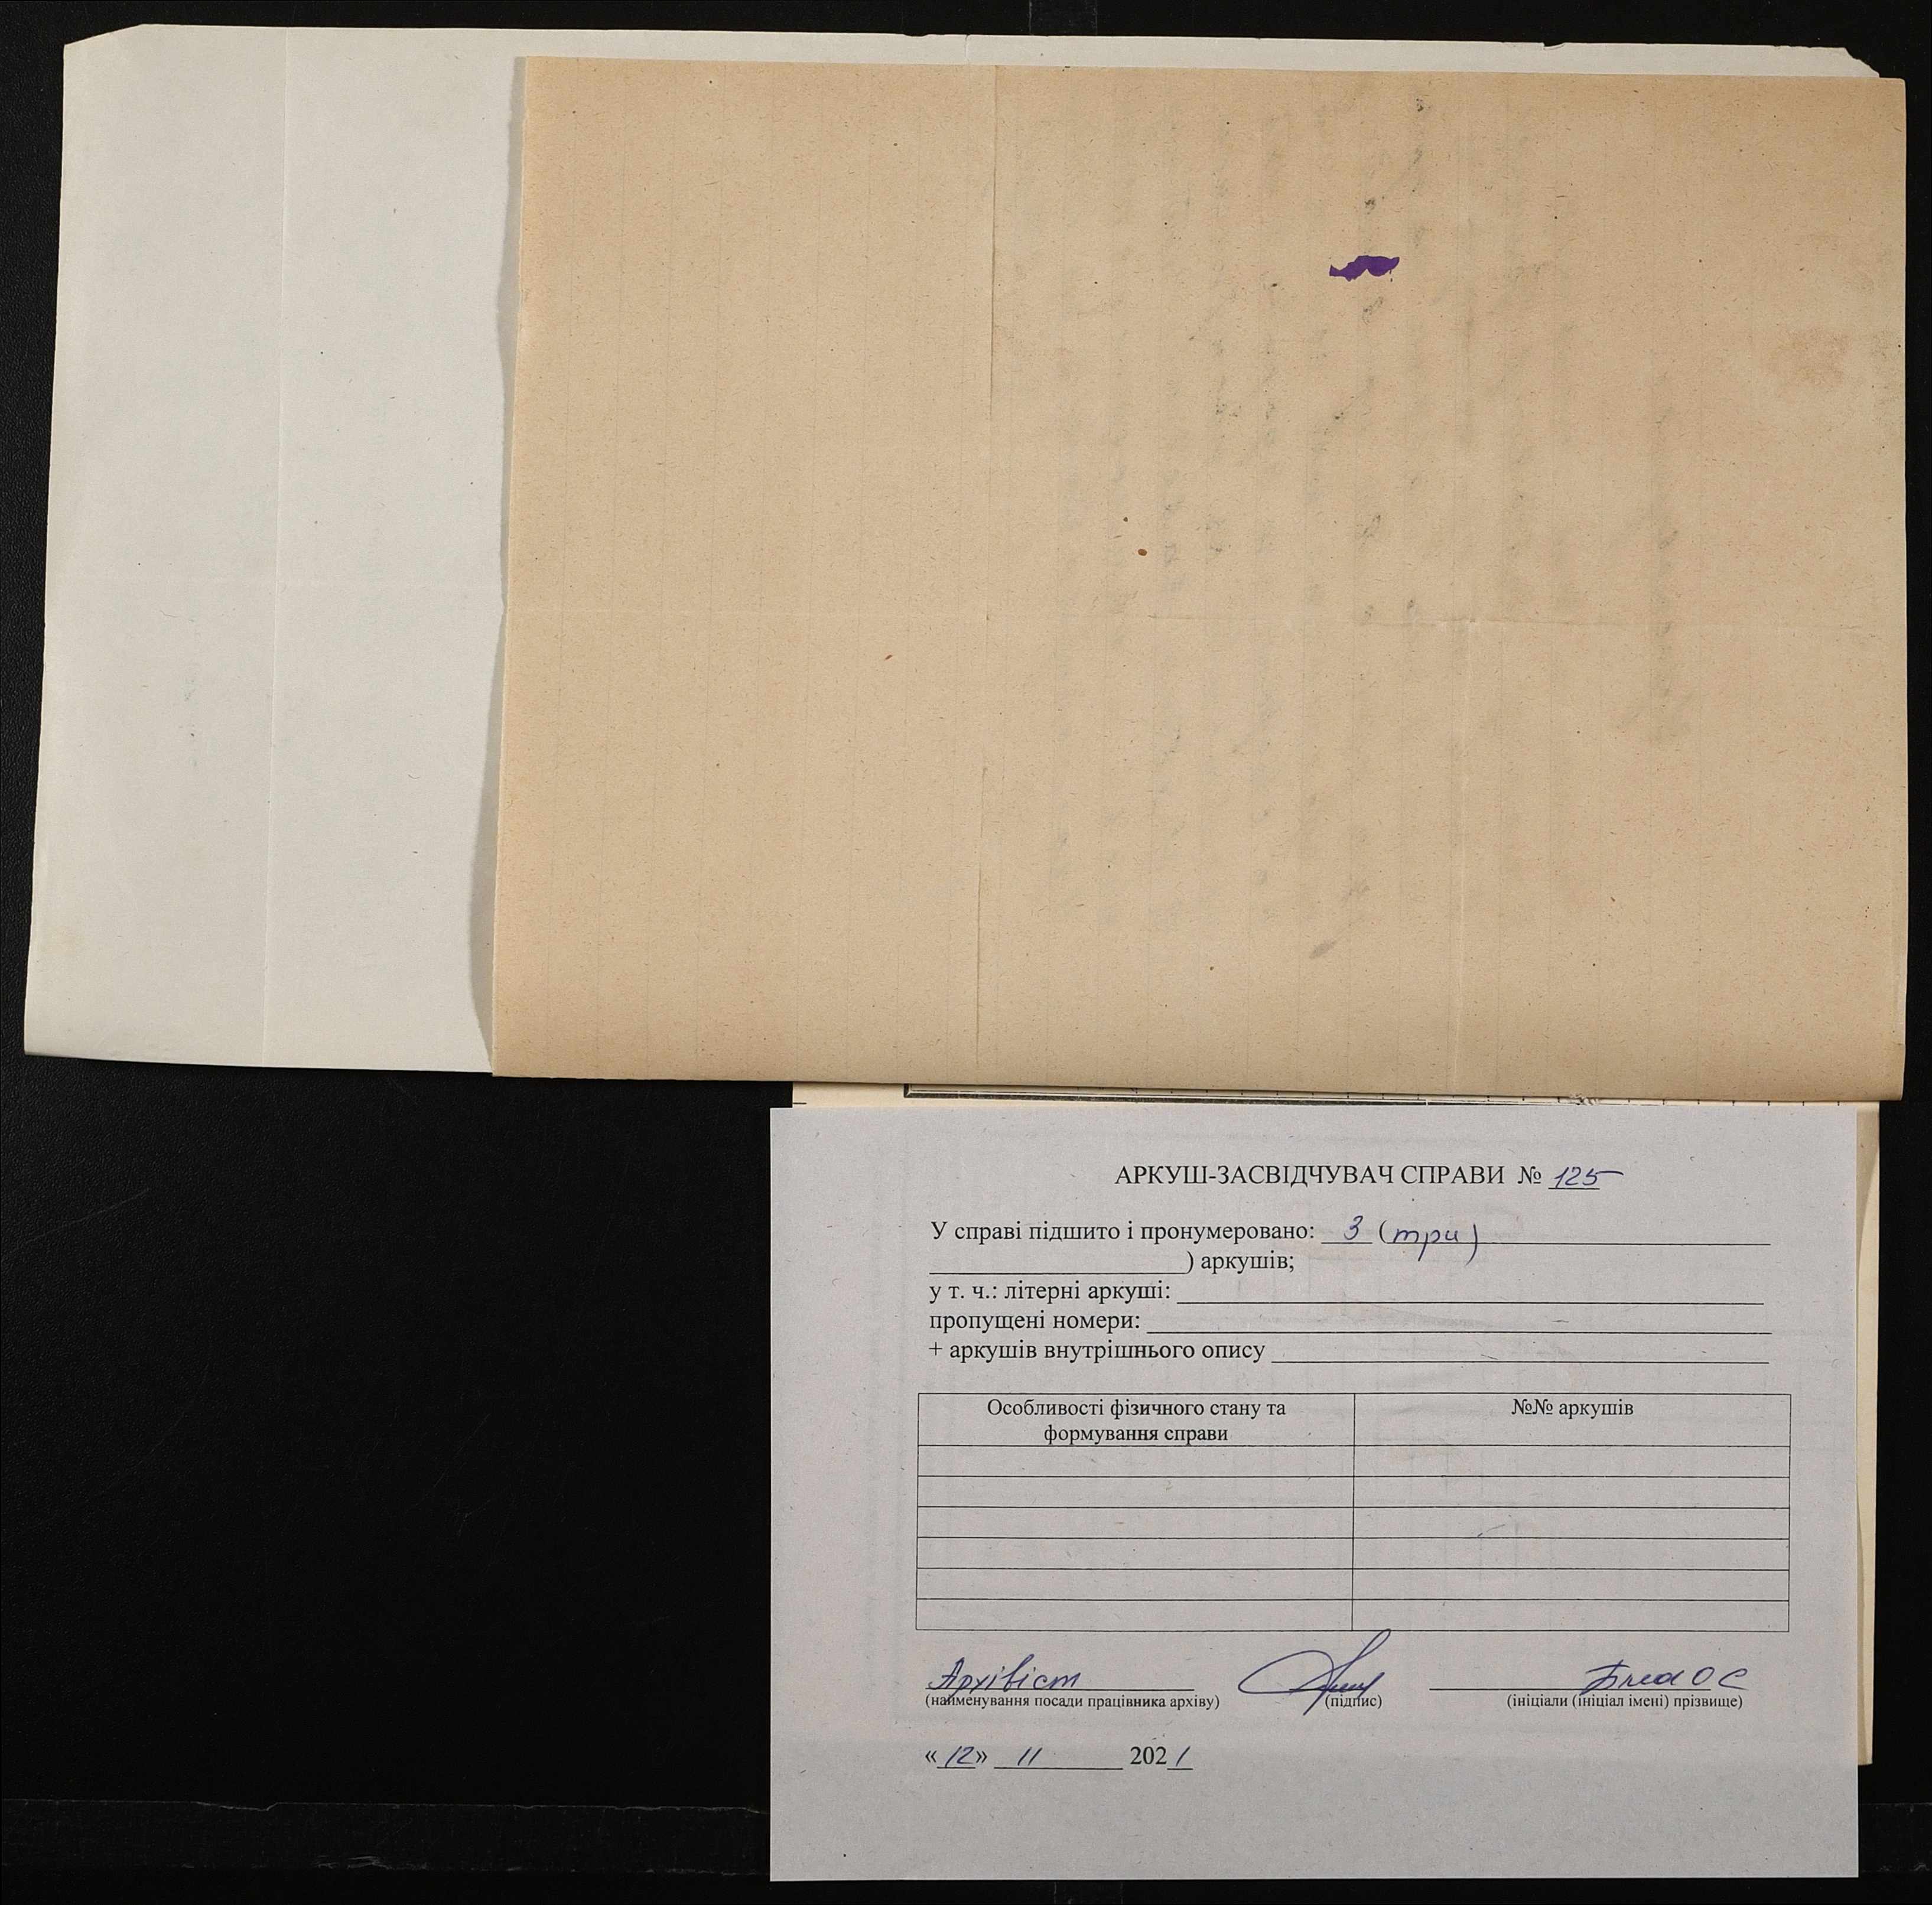 АРКУШ-ЗАСВІДЧУВАЧ СПРАВИ № 125
У справі підшито і пронумеровано: 3 (три)
) аркушів;
у т. ч.: літерні аркуші:
пропущені номери: —
+ аркушів внутрішнього опису —
Особливості фізичного стану та
формування справи
№№ аркушів
Архівіст
(найменування посади працівника архіву)
(підпис)
О С
(ініціали (ініціал імені) прізвище)
«12» 11 2021